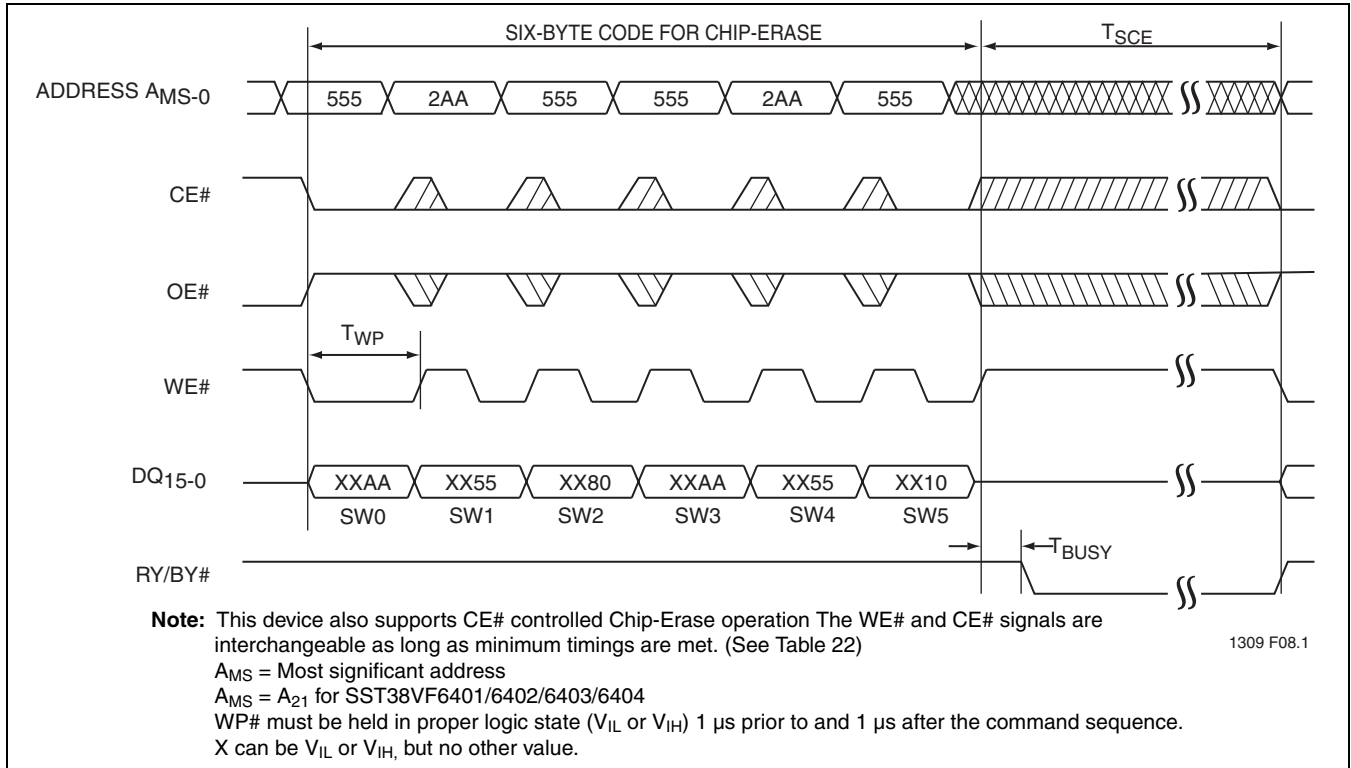 SIX-BYTE CODE FOR CHIP-ERASE TSCE
ADDRESS AMS-0 555 2AA 555 555 2AA 555
CE#
OE#
TWP
WE#
DQ15-0 XXAA XX55 XX80 XXAA XX55 XX10
SW0 SW1 SW2 SW3 SW4 SW5
TBUSY
RY/BY#
Note: This device also supports CE# controlled Chip-Erase operation The WE# and CE# signals are
interchangeable as long as minimum timings are met. (See Table 22)
1309 F08.1
AMS = Most significant address
AMS = A21 for SST38VF6401/6402/6403/6404
WP# must be held in proper logic state (VIL or VIH) 1 µs prior to and 1 µs after the command sequence.
X can be VIL or VIH, but no other value.